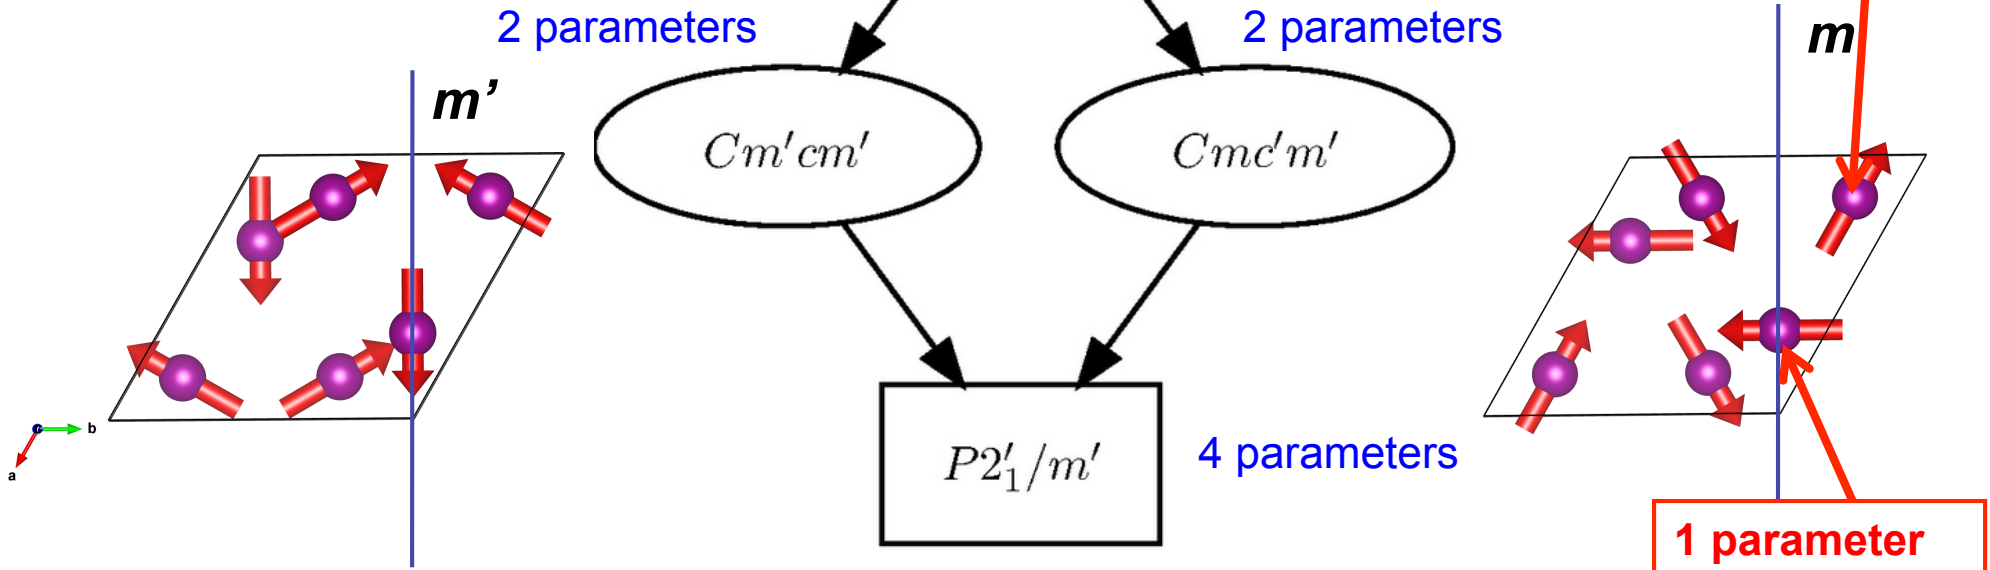 2 parameters
2 parameters
m
m’
Cm′cm′
Cmc′m′
b
a
P2′₁/m′
4 parameters
1 parameter